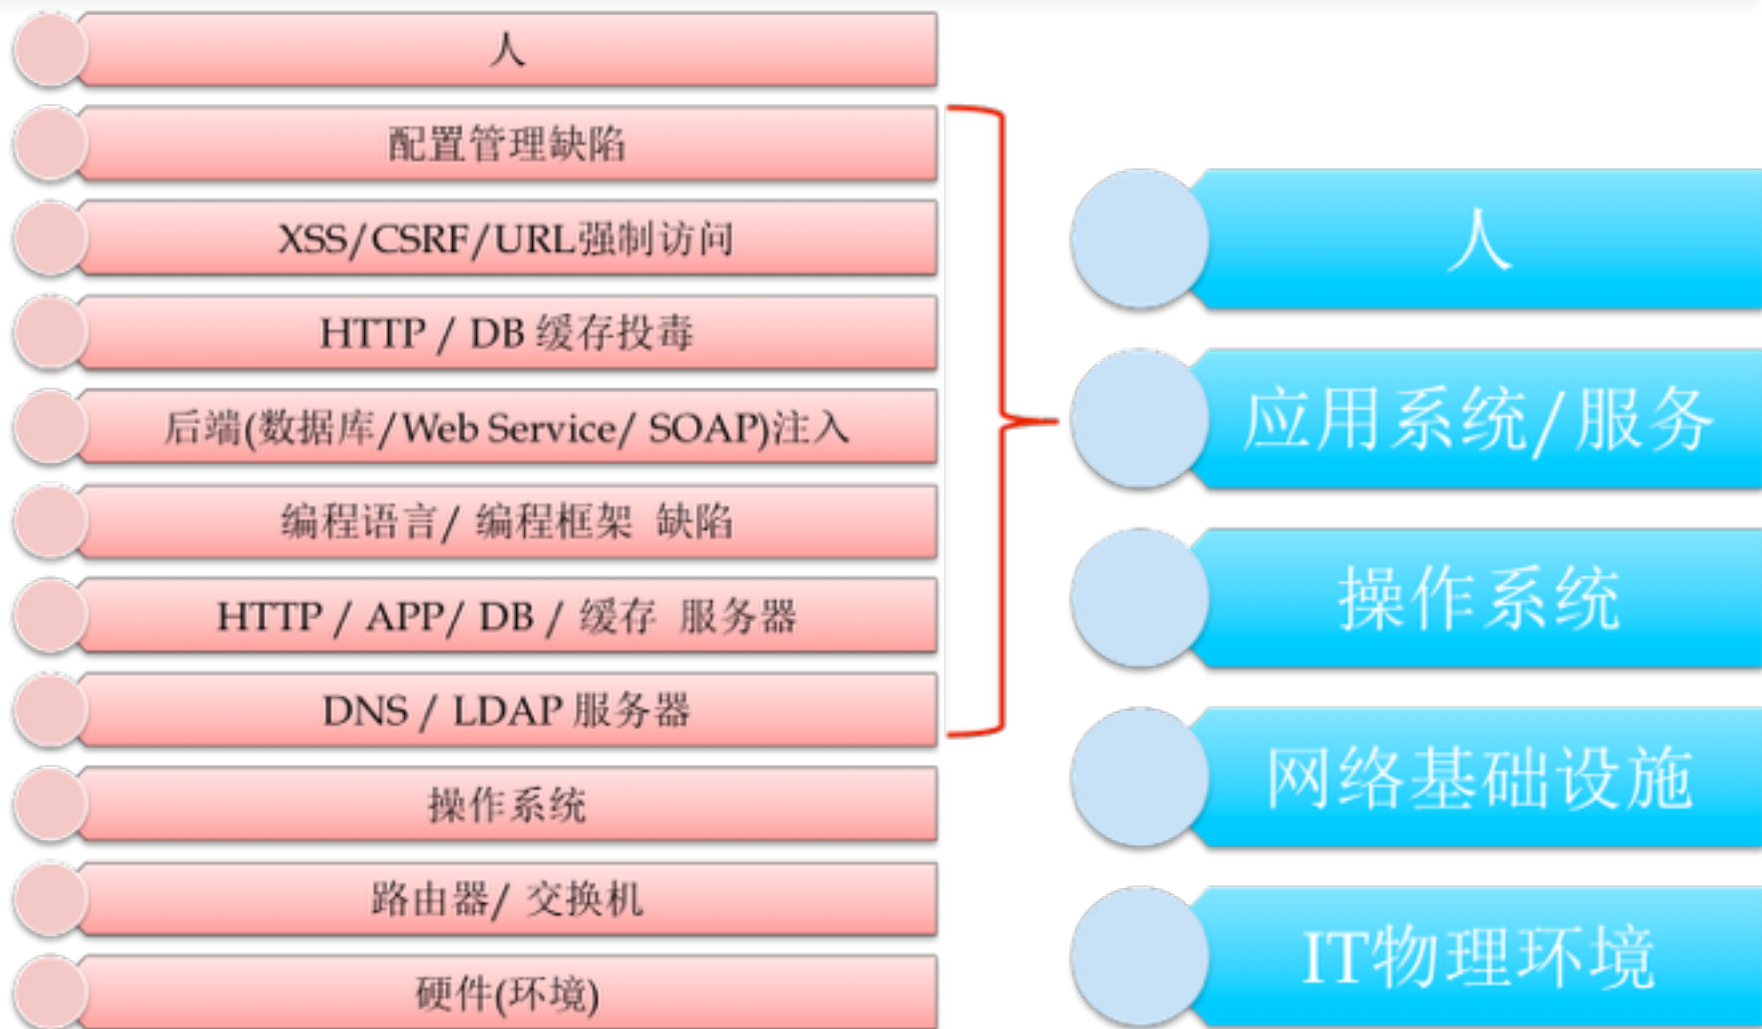 人
配置管理缺陷
XSS/CSRF/URL强制访问
HTTP / DB 缓存投毒
后端(数据库/Web Service/ SOAP)注入
编程语言/ 编程框架 缺陷
HTTP / APP/ DB / 缓存 服务器
DNS / LDAP 服务器
操作系统
路由器/ 交换机
硬件(环境)
人
应用系统/服务
操作系统
网络基础设施
IT物理环境